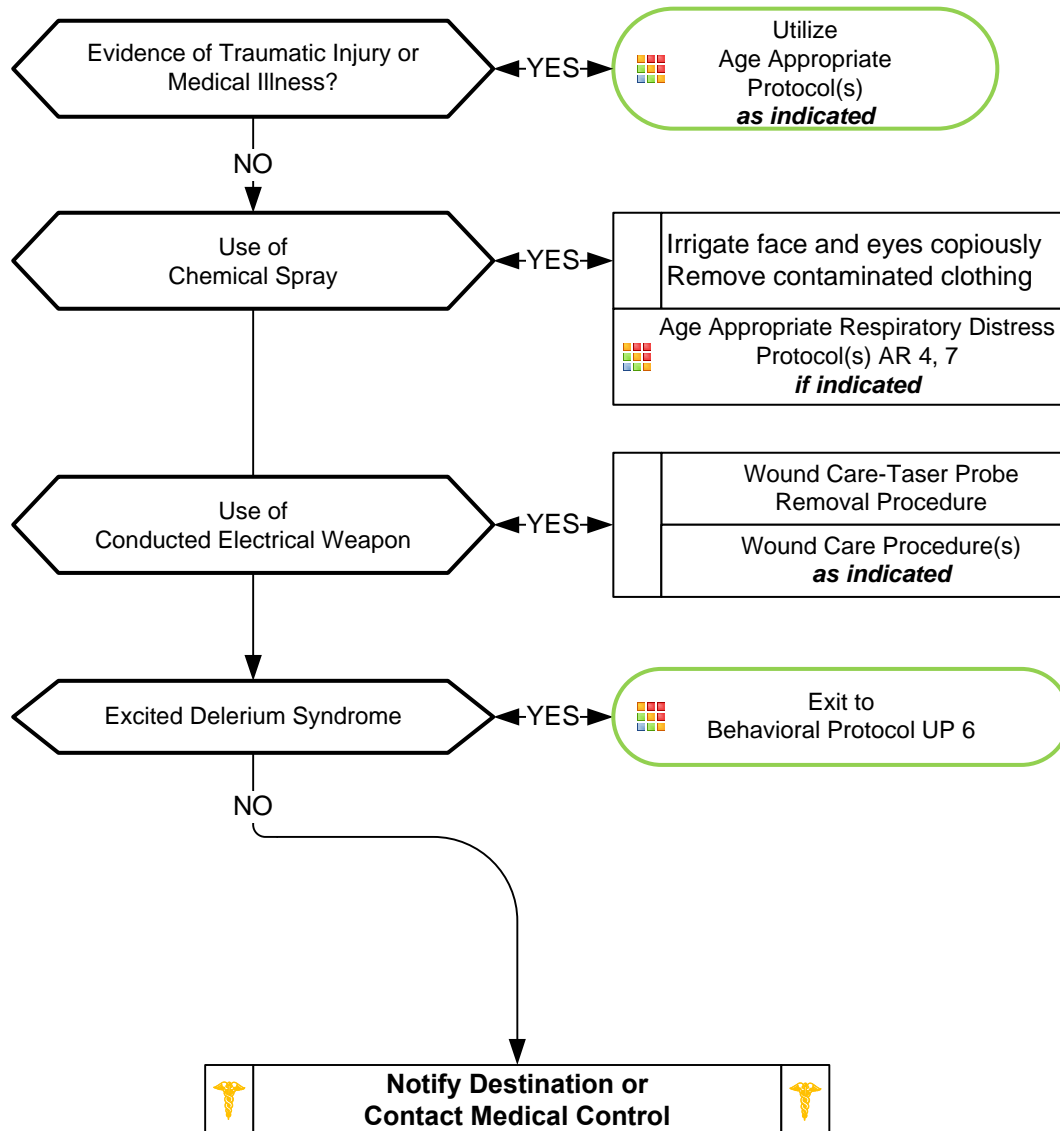 Evidence of Traumatic Injury or
Medical Illness?
YES
Utilize
Age Appropriate
Protocol(s)
as indicated
NO
Use of
Chemical Spray
YES
Irrigate face and eyes copiously
Remove contaminated clothing
Age Appropriate Respiratory Distress
Protocol(s) AR 4, 7
if indicated
Use of
Conducted Electrical Weapon
YES
Wound Care-Taser Probe
Removal Procedure
Wound Care Procedure(s)
as indicated
Excited Delerium Syndrome
YES
Exit to
Behavioral Protocol UP 6
NO
Notify Destination or
Contact Medical Control